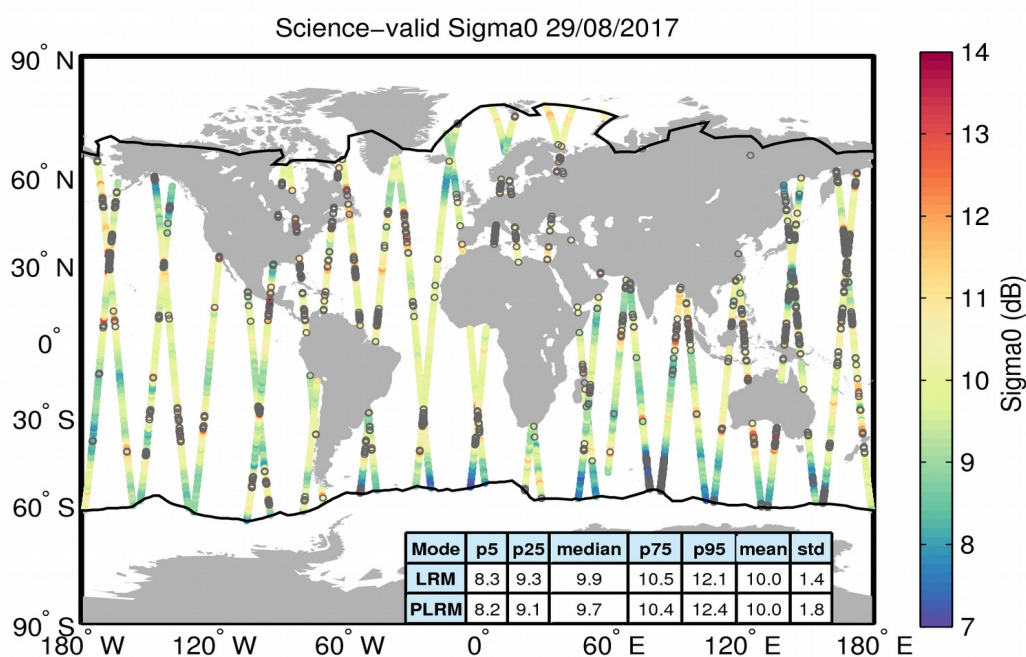 Science−valid Sigma0 29/08/2017
90° N
60° N
30° N
0°
30° S
60° S
90° S
180° W
120° W
60° W
0°
60° E
120° E
180° E
14
13
12
11
10
9
8
7
Sigma0 (dB)
Mode p5 p25 median p75 p95 mean std
LRM 8.3 9.3 9.9 10.5 12.1 10.0 1.4
PLRM 8.2 9.1 9.7 10.4 12.4 10.0 1.8